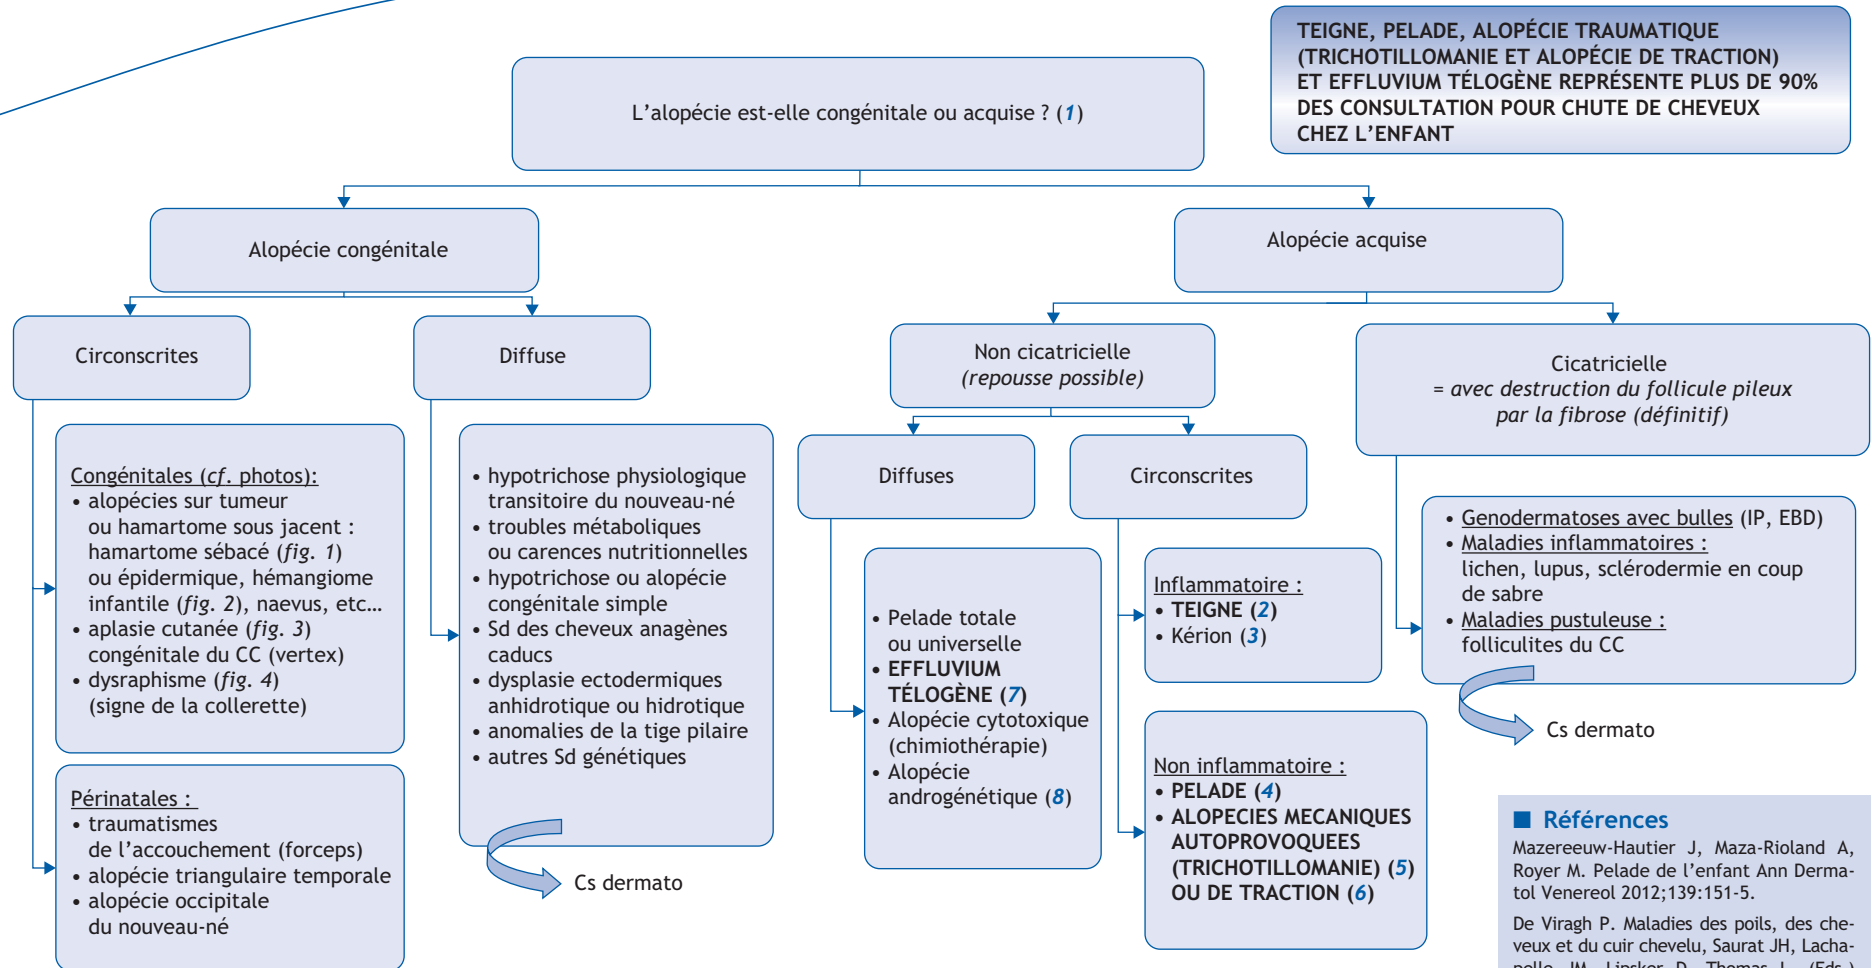 TEIGNE, PELADE, ALOPÉCIE TRAUMATIQUE
(TRICHOTILLOMANIE ET ALOPÉCIE DE TRACTION)
ET EFFLUVIUM TÉLOGÈNE REPRÉSENTE PLUS DE 90%
DES CONSULTATION POUR CHUTE DE CHEVEUX
CHEZ L'ENFANT
L'alopécie est-elle congénitale ou acquise ? (1)
Alopécie congénitale
Alopécie acquise
Circonscrites
Diffuse
Non cicatricielle
(repousse possible)
Cicatricielle
= avec destruction du follicule pileux
par la fibrose (définitif)
Congénitales (cf. photos):
• alopécies sur tumeur
ou hamartome sous jacent :
hamartome sébacé (fig. 1)
ou épidermique, hémangiome
infantile (fig. 2), naevus, etc…
• aplasie cutanée (fig. 3)
congénitale du CC (vertex)
• dysraphisme (fig. 4)
(signe de la collerette)
Périnatales :
• traumatismes
de l'accouchement (forceps)
• alopécie triangulaire temporale
• alopécie occipitale
du nouveau-né
• hypotrichose physiologique
transitoire du nouveau-né
• troubles métaboliques
ou carences nutritionnelles
• hypotrichose ou alopécie
congénitale simple
• Sd des cheveux anagènes
caducs
• dysplasie ectodermiques
anhidrotique ou hidrotique
• anomalies de la tige pilaire
• autres Sd génétiques
Cs dermato
Diffuses
Circonscrites
• Pelade totale
ou universelle
• EFFLUVIUM
TÉLOGÈNE (7)
• Alopécie cytotoxique
(chimiothérapie)
• Alopécie
androgénétique (8)
Inflammatoire :
• TEIGNE (2)
• Kérion (3)
Non inflammatoire :
• PELADE (4)
• ALOPECIES MECANIQUES
AUTOPROVOQUEES
(TRICHOTILLOMANIE) (5)
OU DE TRACTION (6)
• Genodermatoses avec bulles (IP, EBD)
• Maladies inflammatoires :
lichen, lupus, sclérodermie en coup
de sabre
• Maladies pustuleuse :
folliculites du CC
Cs dermato
■ Références
Mazereeuw-Hautier J, Maza-Rioland A,
Royer M. Pelade de l'enfant Ann Derma-
tol Venereol 2012;139:151-5.
De Viragh P. Maladies des poils, des che-
veux et du cuir chevelu, Saurat JH, Lacha-
pelle JM, Lipsker D, Thomas L. (Eds.)